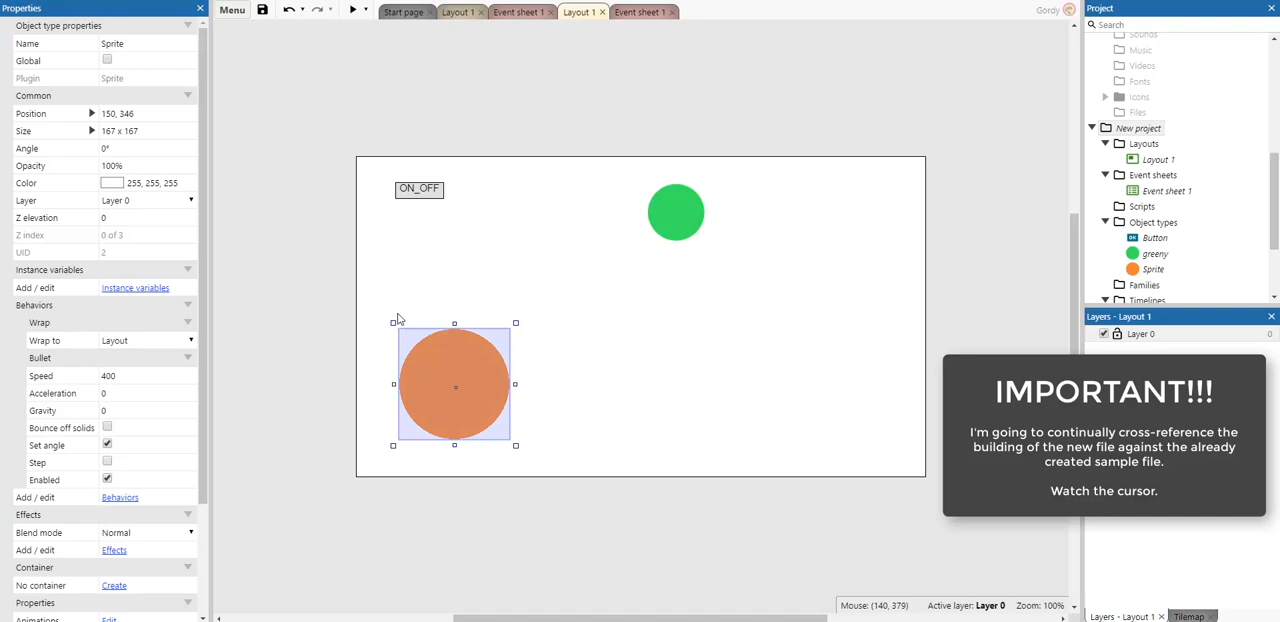 Properties
Object type properties
Name Sprite
Global
Plugin Sprite
Common
Position 150, 346
Size 167 x 167
Angle 0°
Opacity 100%
Color 255, 255, 255
Layer Layer 0
Z elevation 0
Z index 0 of 3
UID 2
Instance variables
Add / edit Instance variables
Behaviors
Wrap
Wrap to Layout
Bullet
Speed 400
Acceleration 0
Gravity 0
Bounce off solids
Set angle
Step
Enabled
Add / edit Behaviors
Effects
Blend mode Normal
Add / edit Effects
Container
No container Create
Properties
Animations Edit
Menu
Start page Layout 1 Event sheet 1 Layout 1 Event sheet 1
Gordy
ON_OFF
Mouse: (140, 379) Active layer: Layer 0 Zoom: 100%
Project
Search
Sounds
Music
Videos
Fonts
Icons
Files
New project
Layouts
Layout 1
Event sheets
Event sheet 1
Scripts
Object types
Button
greeny
Sprite
Families
Timelines
Layers - Layout 1
Layer 0 0
IMPORTANT!!!
I'm going to continually cross-reference the
building of the new file against the already
created sample file.
Watch the cursor.
Layers - Layout 1 Tilemap